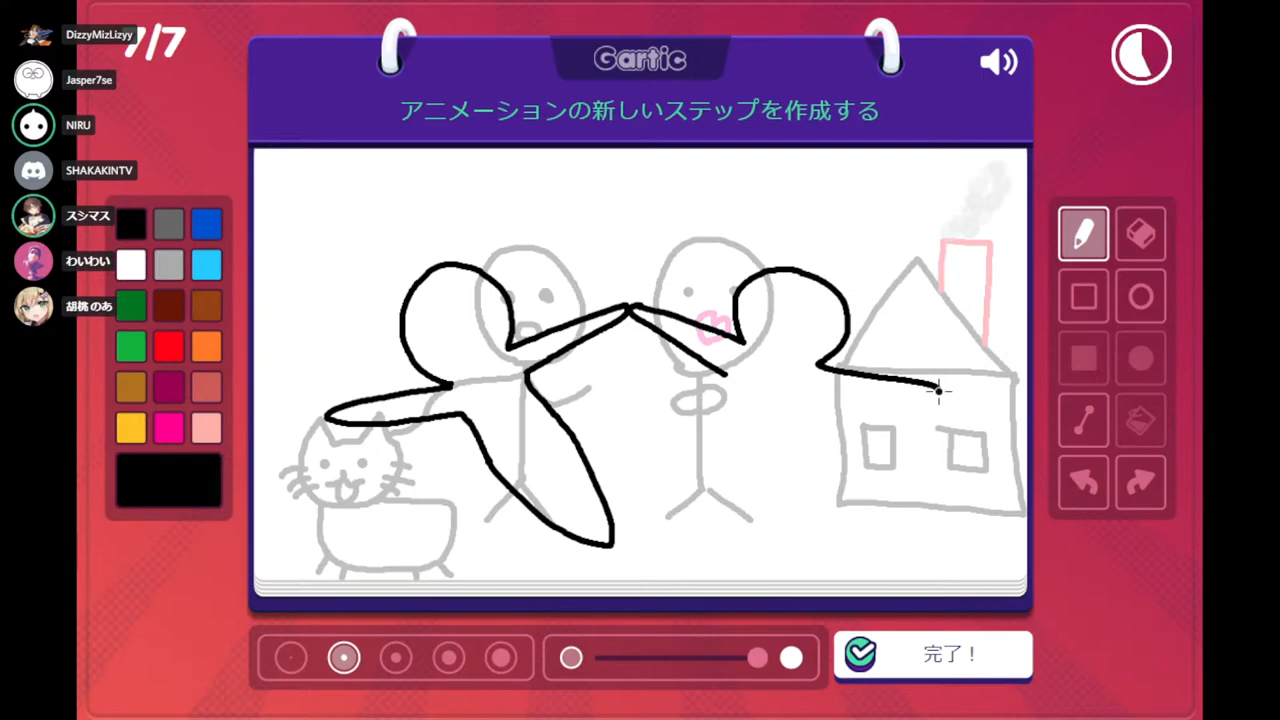 DizzyMizLizyy
7/7
Gartic
アニメーションの新しいステップを作成する
Jasper7se
NIRU
SHAKAKINTV
スシマス
わいわい
胡桃 のあ
完了！